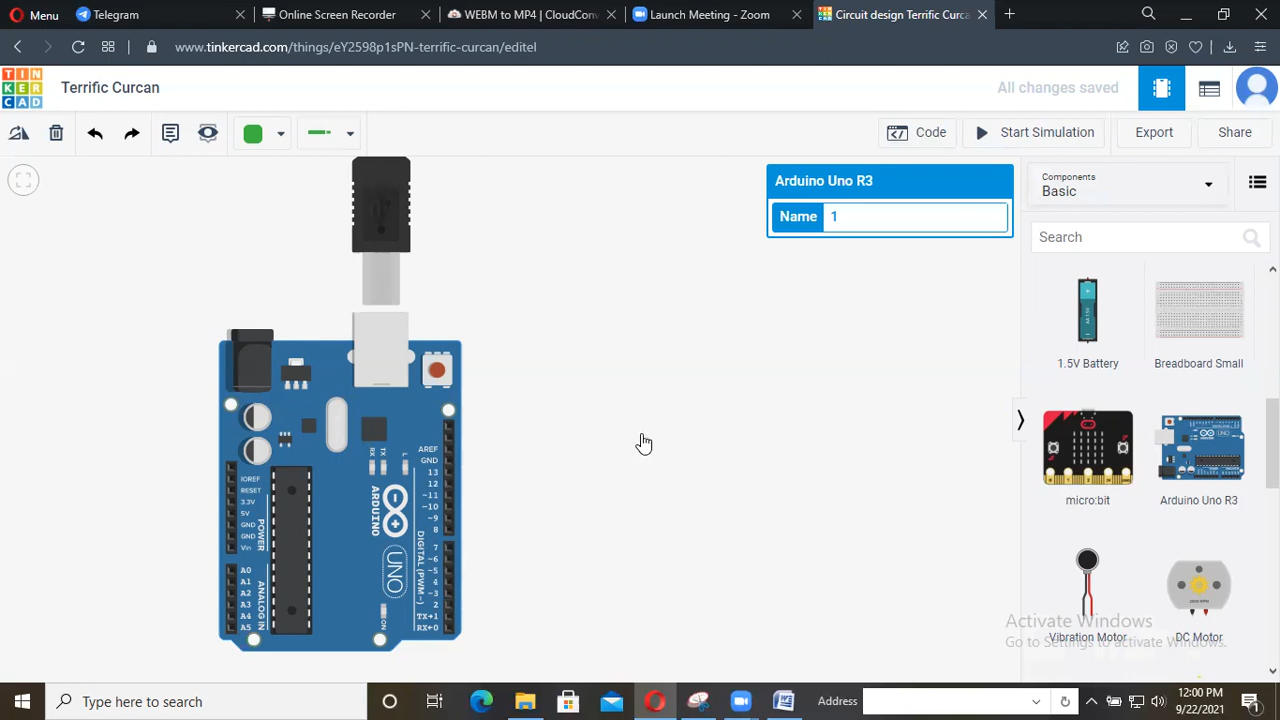 Menu
Telegram
Online Screen Recorder
WEBM to MP4 | CloudConv
Launch Meeting - Zoom
Circuit design Terrific Curca
www.tinkercad.com/things/eY2598p1sPN-terrific-curcan/editel
TIN
KER
CAD
Terrific Curcan
All changes saved
Code
Start Simulation
Export
Share
Arduino Uno R3
Name 1
Components
Basic
Search
1.5V Battery
Breadboard Small
micro:bit
Arduino Uno R3
Vibration Motor
DC Motor
AREF
GND
13
12
~11
~10
~9
8
7
~6
~5
4
~3
2
TX→1
RX←0
DIGITAL (PWM~)
IOREF
RESET
3.3V
5V
GND
GND
Vin
POWER
A0
A1
A2
A3
A4
A5
ANALOG IN
RX
TX
L
ARDUINO
UNO
ON
Activate Windows
Go to Settings to activate Windows.
Type here to search
Address
12:00 PM
9/22/2021